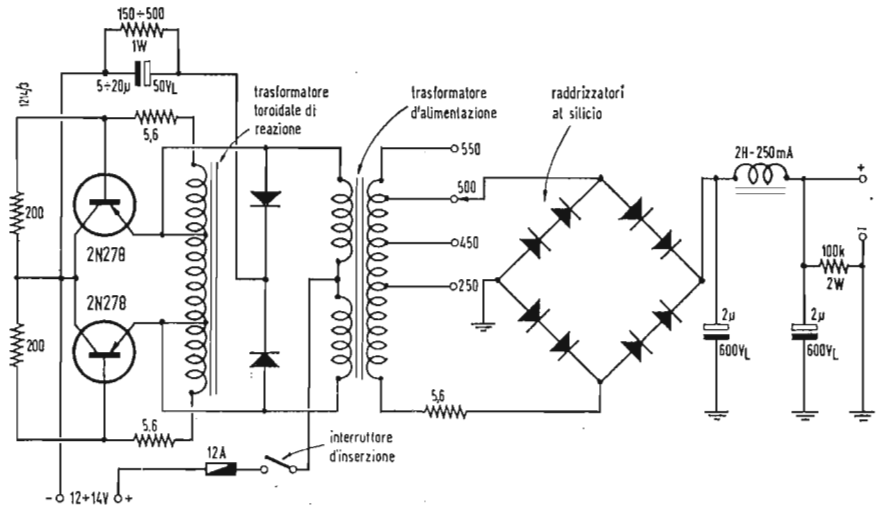 150÷500
1W
5÷20µ
50VL
1214/3
trasformatore
toroidale di
reazione
trasformatore
d'alimentazione
raddrizzatori
al silicio
5,6
550
500
450
250
2H-250mA
+
-
200
2N278
2N278
200
100k
2W
2µ
600VL
2µ
600VL
5,6
5,6
12A
interruttore
d'inserzione
- 12÷14V +